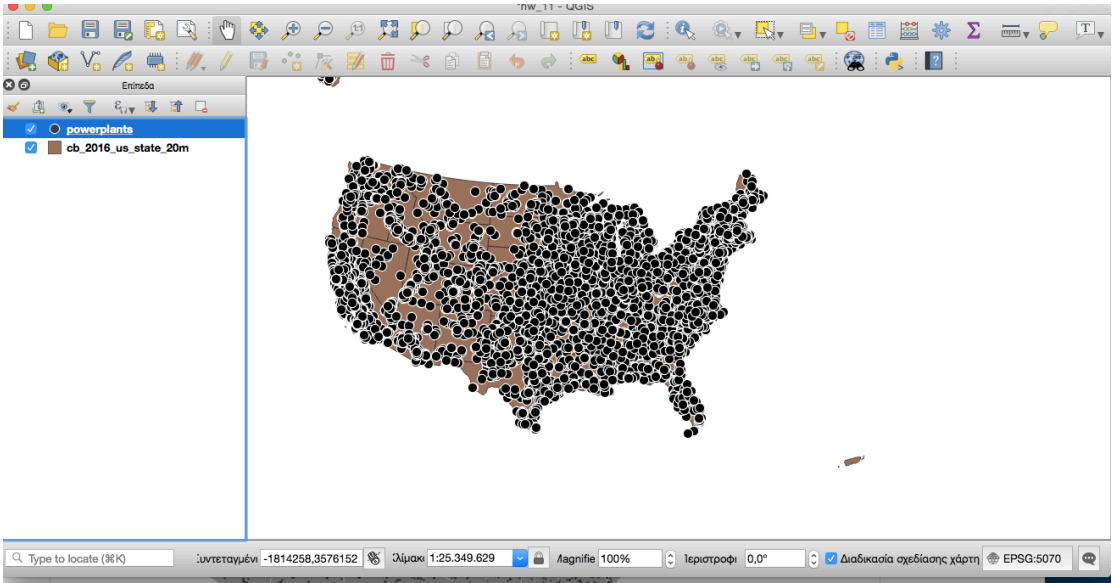 *hw_11 - QGIS
Επίπεδα
powerplants
cb_2016_us_state_20m
Type to locate (⌘K)
:υντεταγμένι -1814258,3576152 (λίμακι 1:25.349.629 Magnifie 100% Ιεριστροφι 0,0° Διαδικασία σχεδίασης χάρτη EPSG:5070